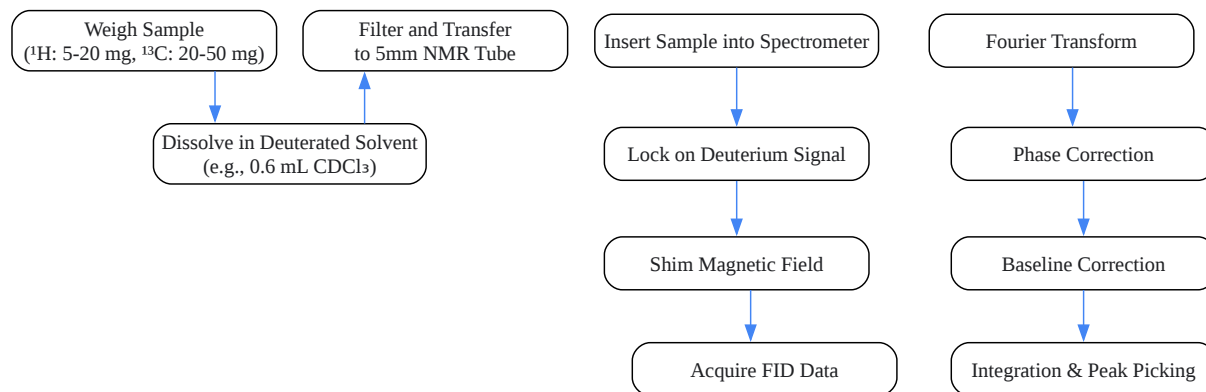 Weigh Sample
(¹H: 5-20 mg, ¹³C: 20-50 mg)
Dissolve in Deuterated Solvent
(e.g., 0.6 mL CDCl₃)
Filter and Transfer
to 5mm NMR Tube
Insert Sample into Spectrometer
Lock on Deuterium Signal
Shim Magnetic Field
Acquire FID Data
Fourier Transform
Phase Correction
Baseline Correction
Integration & Peak Picking